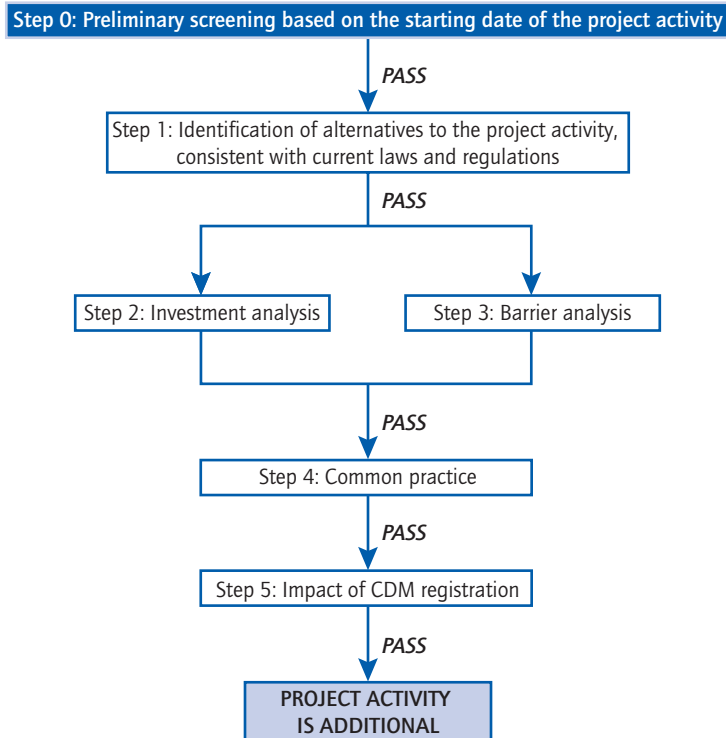 Step 0: Preliminary screening based on the starting date of the project activity
PASS
Step 1: Identification of alternatives to the project activity,
consistent with current laws and regulations
PASS
Step 2: Investment analysis
Step 3: Barrier analysis
PASS
Step 4: Common practice
PASS
Step 5: Impact of CDM registration
PASS
PROJECT ACTIVITY
IS ADDITIONAL